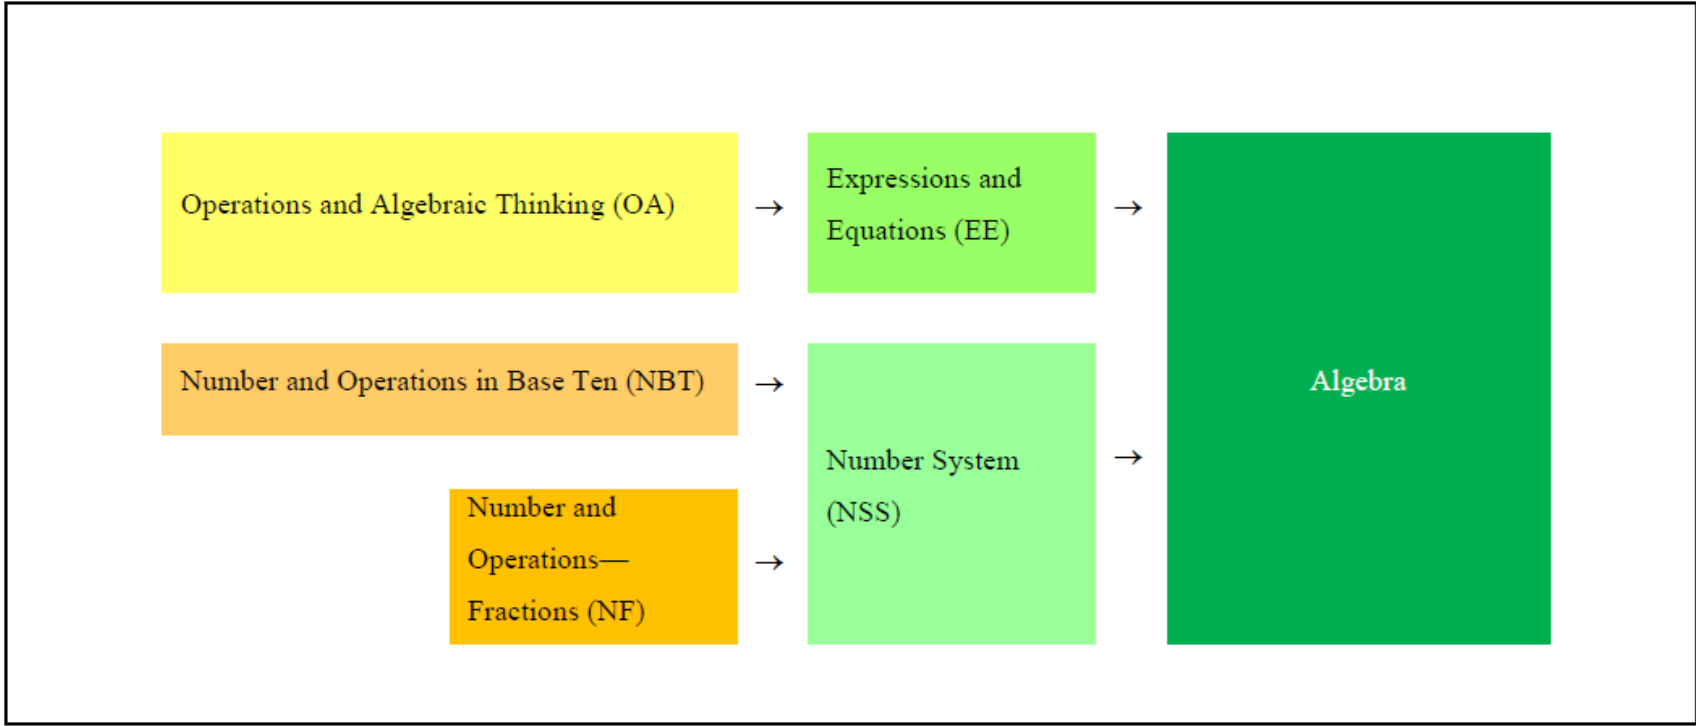 Operations and Algebraic Thinking (OA)
→
Expressions and
Equations (EE)
→
Number and Operations in Base Ten (NBT)
→
Number and
Operations—
Fractions (NF)
→
Number System
(NSS)
→
Algebra